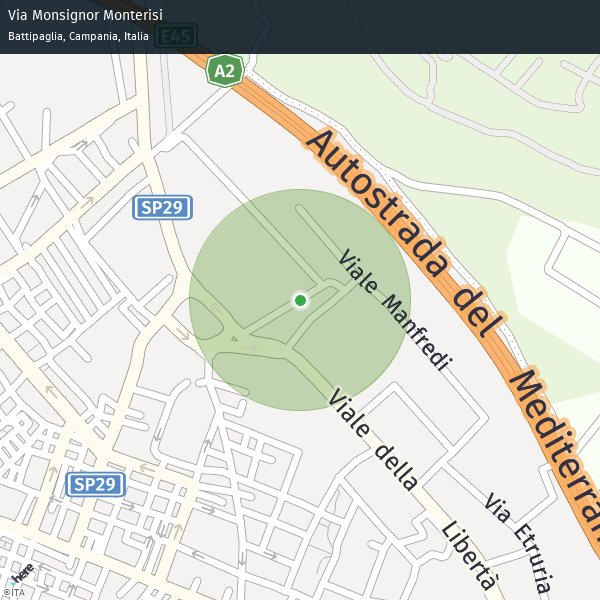 Via Monsignor Monterisi
Battipaglia, Campania, Italia
E45
A2
Autostrada del Mediterran
SP29
Viale Manfredi
Viale della Libertà
SP29
Via Etruria
here
©ITA